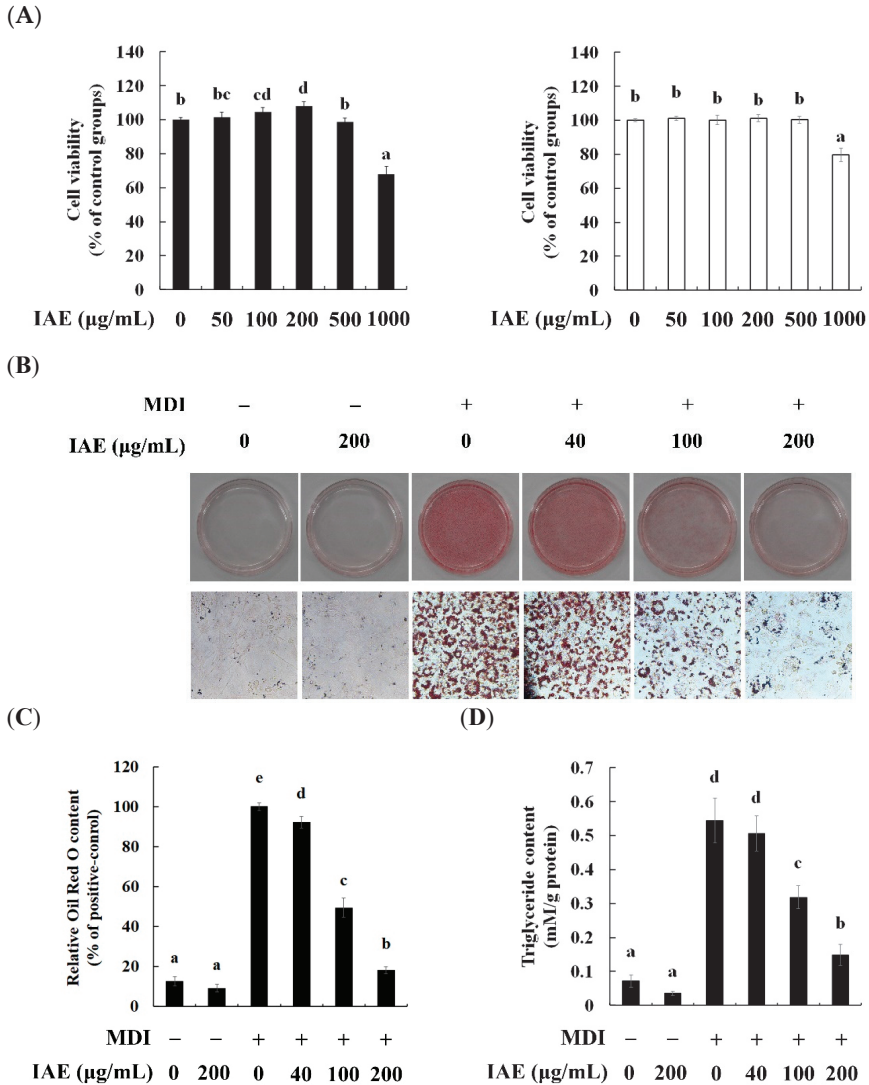 (A)
140
120
100
80
60
40
20
0
Cell viability
(% of control groups)
b bc cd d b a
IAE (μg/mL) 0 50 100 200 500 1000
140
120
100
80
60
40
20
0
Cell viability
(% of control groups)
b b b b b a
IAE (μg/mL) 0 50 100 200 500 1000
(B)
MDI – – + + + +
IAE (μg/mL) 0 200 0 40 100 200
(C)
120
100
80
60
40
20
0
Relative Oil Red O content
(% of positive-conrol)
a a e d c b
MDI – – + + + +
IAE (μg/mL) 0 200 0 40 100 200
(D)
0.7
0.6
0.5
0.4
0.3
0.2
0.1
0
Triglyceride content
(mM/g protein)
a a d d c b
MDI – – + + + +
IAE (μg/mL) 0 200 0 40 100 200